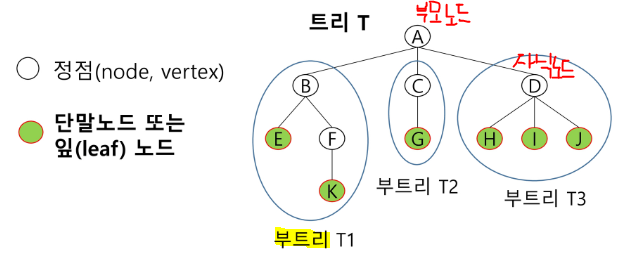 트리 T
부모노드
A
정점(node, vertex)
자식노드
B
C
D
단말노드 또는
잎(leaf) 노드
E
F
G
H
I
J
K
부트리 T2
부트리 T3
부트리 T1